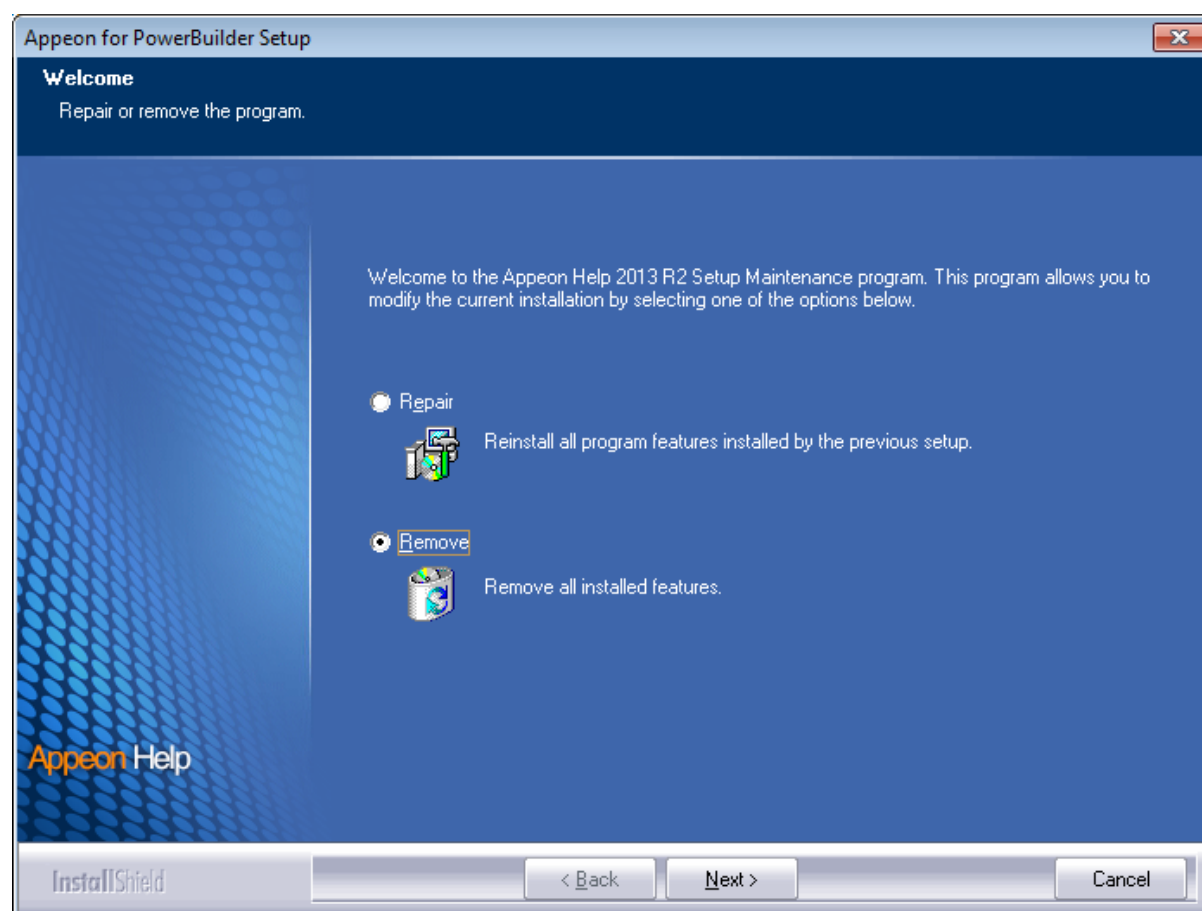 Appeon for PowerBuilder Setup
Welcome
Repair or remove the program.
Welcome to the Appeon Help 2013 R2 Setup Maintenance program. This program allows you to
modify the current installation by selecting one of the options below.
Repair
Reinstall all program features installed by the previous setup.
Remove
Remove all installed features.
Appeon Help
InstallShield
< Back
Next >
Cancel